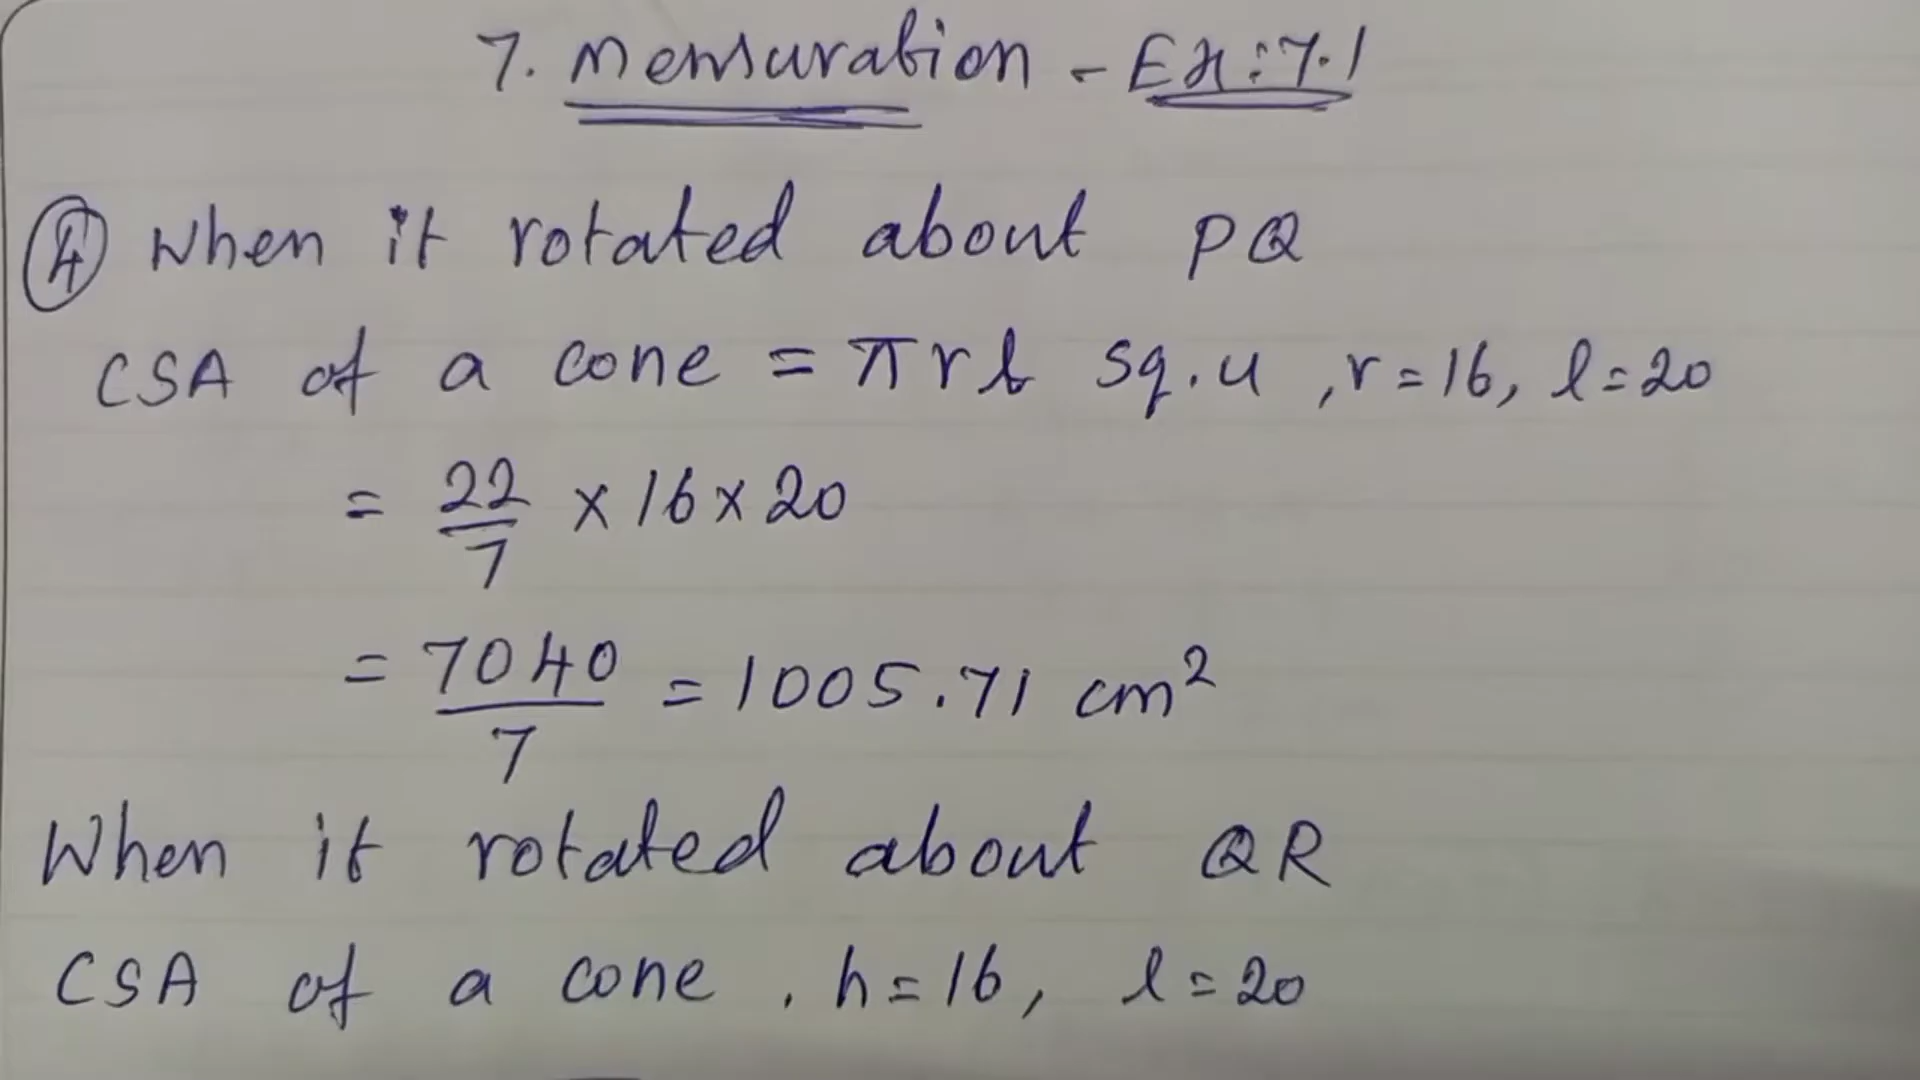 7. Mensuration - Ex: 7.1
4 When it rotated about PQ
CSA of a cone = πrl sq.u, r=16, l=20
= 22/7 × 16 × 20
= 7040/7 = 1005.71 cm²
When it rotated about QR
CSA of a cone. h=16, l=20